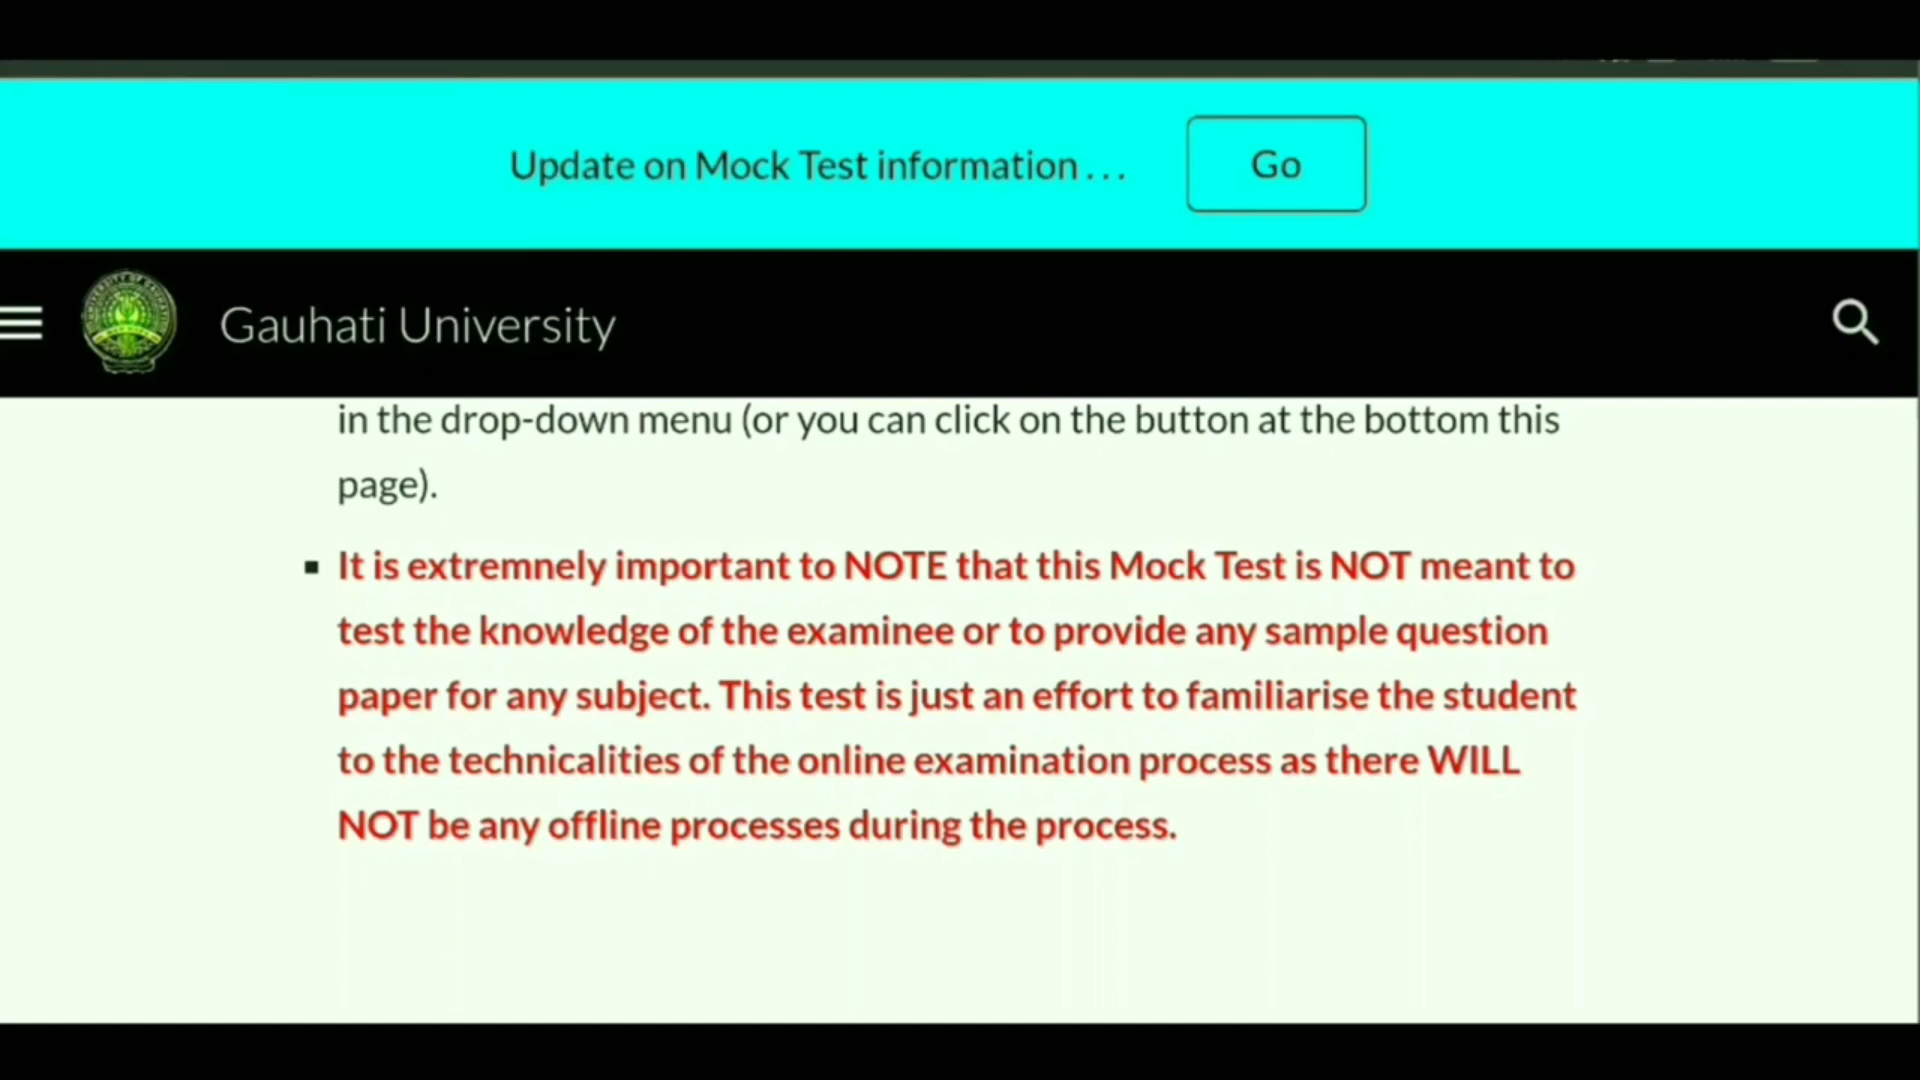 Update on Mock Test information . . .
Go
Gauhati University
in the drop-down menu (or you can click on the button at the bottom this
page).
▪ It is extremnely important to NOTE that this Mock Test is NOT meant to
test the knowledge of the examinee or to provide any sample question
paper for any subject. This test is just an effort to familiarise the student
to the technicalities of the online examination process as there WILL
NOT be any offline processes during the process.